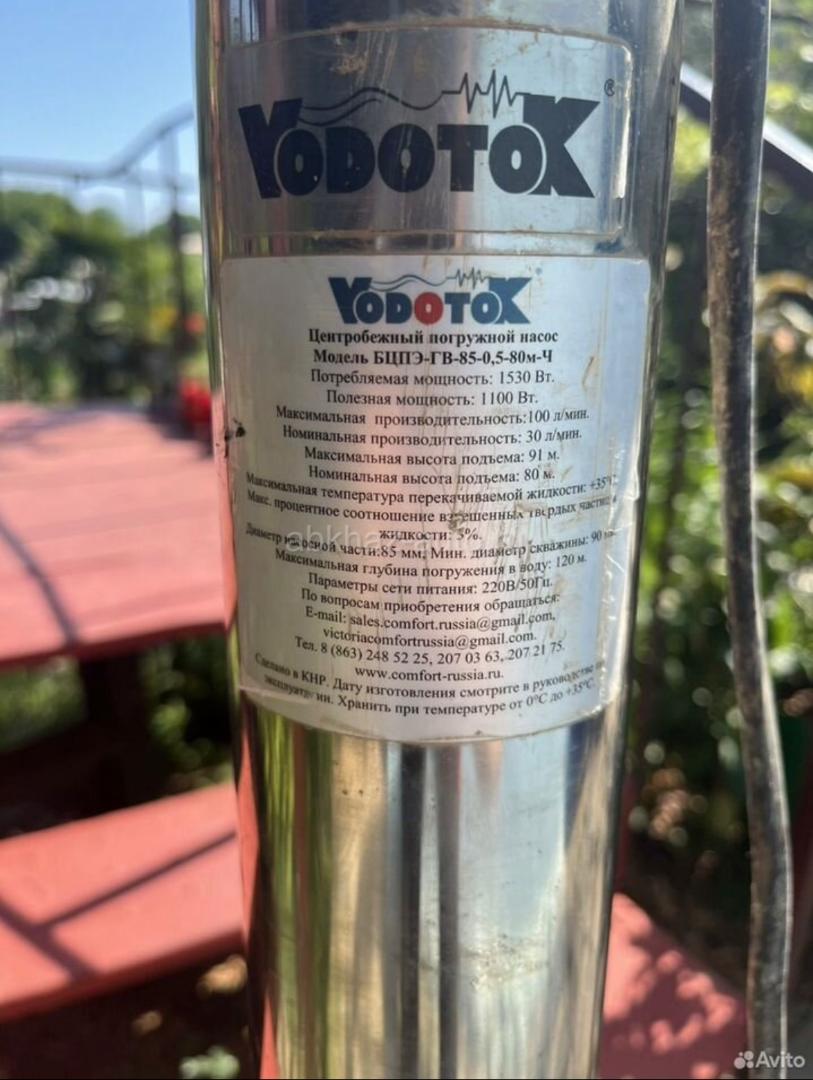 VODOTOK®
VODOTOK
Центробежный погружной насос
Модель БЦПЭ-ГВ-85-0,5-80м-Ч
Потребляемая мощность: 1530 Вт.
Полезная мощность: 1100 Вт.
Максимальная производительность:100 л/мин.
Номинальная производительность: 30 л/мин.
Максимальная высота подъема: 91 м.
Номинальная высота подъема: 80 м.
Максимальная температура перекачиваемой жидкости: +35°С.
Макс. процентное соотношение взвешенных твердых частиц в
жидкости: 5%.
Диаметр насосной части:85 мм; Мин. диаметр скважины: 90
Максимальная глубина погружения в воду: 120 м.
Параметры сети питания: 220В/50Гц.
По вопросам приобретения обращаться:
E-mail: sales.comfort.russia@gmail.com,
victoriacomfortrussia@gmail.com.
Тел. 8 (863) 248 52 25, 207 03 63, 207 21 75.
www.comfort-russia.ru.
Сделано в КНР. Дату изготовления смотрите в руководстве
эксплуатации. Хранить при температуре от 0°С до +35°С.
Avito